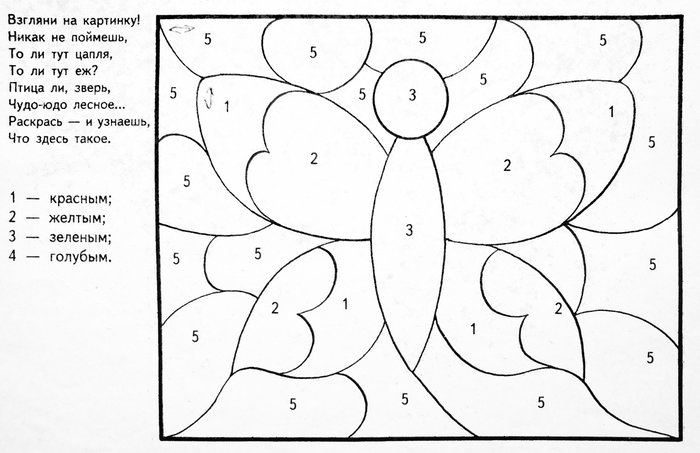 Взгляни на картинку!
Никак не поймешь,
То ли тут цапля,
То ли тут еж?
Птица ли, зверь,
Чудо-юдо лесное...
Раскрась — и узнаешь,
Что здесь такое.
1 — красным;
2 — желтым;
3 — зеленым;
4 — голубым.
5 5 5 5
5 1 5 3 1 5
2 2
5
3
5 5 5
2 1 1 2
5 5
5 5 5